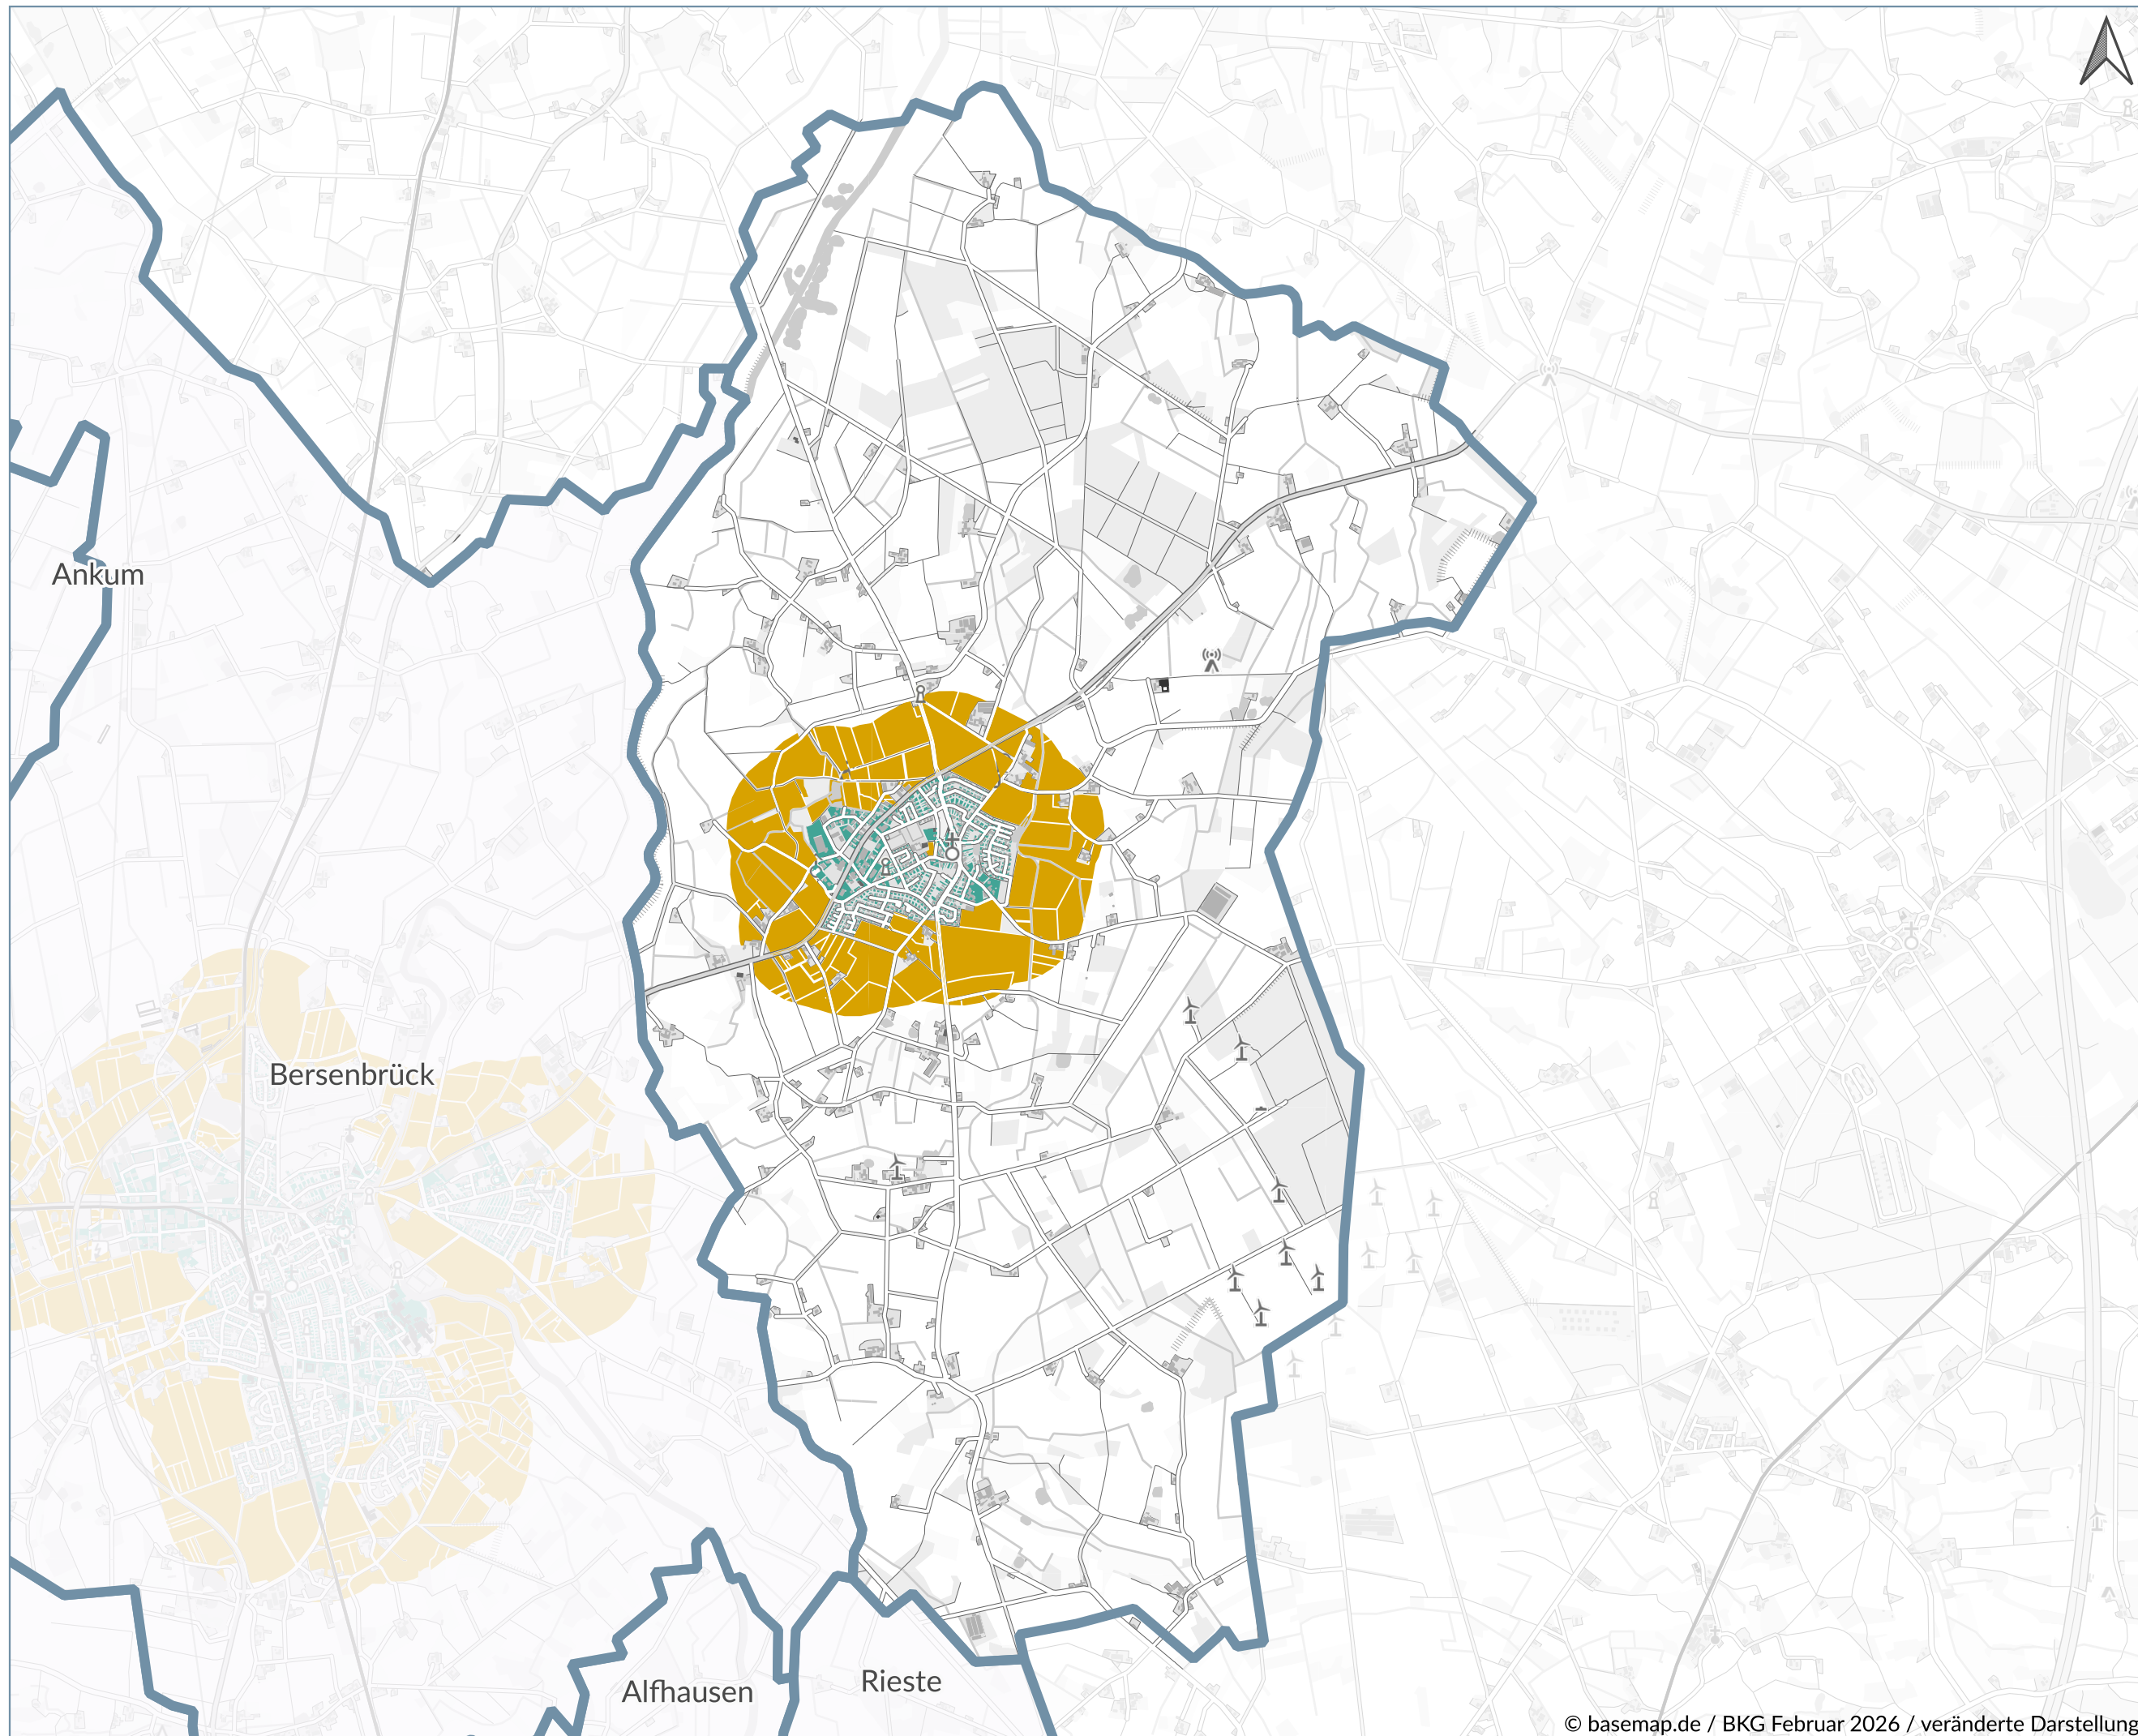 Ankum
Bersenbrück
Rieste
Alfhausen
© basemap.de / BKG Februar 2026 / veränderte Darstellung